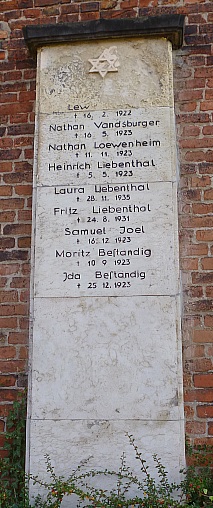 Lew
† 16. 2. 1922
Nathan Vandsburger
† 16. 5. 1923
Nathan Loewenheim
† 11. 11. 1923
Heinrich Liebenthal
† 5. 5. 1923
Laura Liebenthal
† 28. 11. 1935
Fritz Liebenthal
† 24. 8. 1931
Samuel Joel
† 16. 12. 1923
Moritz Beſtandig
† 10. 9. 1923
Jda Beſtandig
† 25. 12. 1923